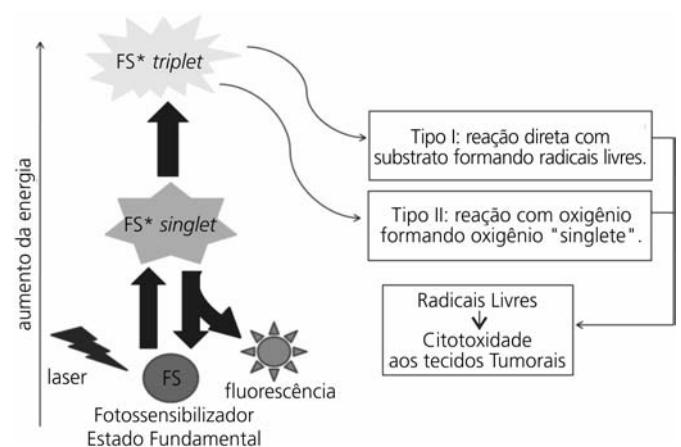 FS* triplet
Tipo I: reação direta com
substrato formando radicais livres.
aumento da energia
FS* singlet
Tipo II: reação com oxigênio
formando oxigênio "singlete".
Radicais Livres
Citotoxidade
aos tecidos Tumorais
laser
FS
fluorescência
Fotossensibilizador
Estado Fundamental